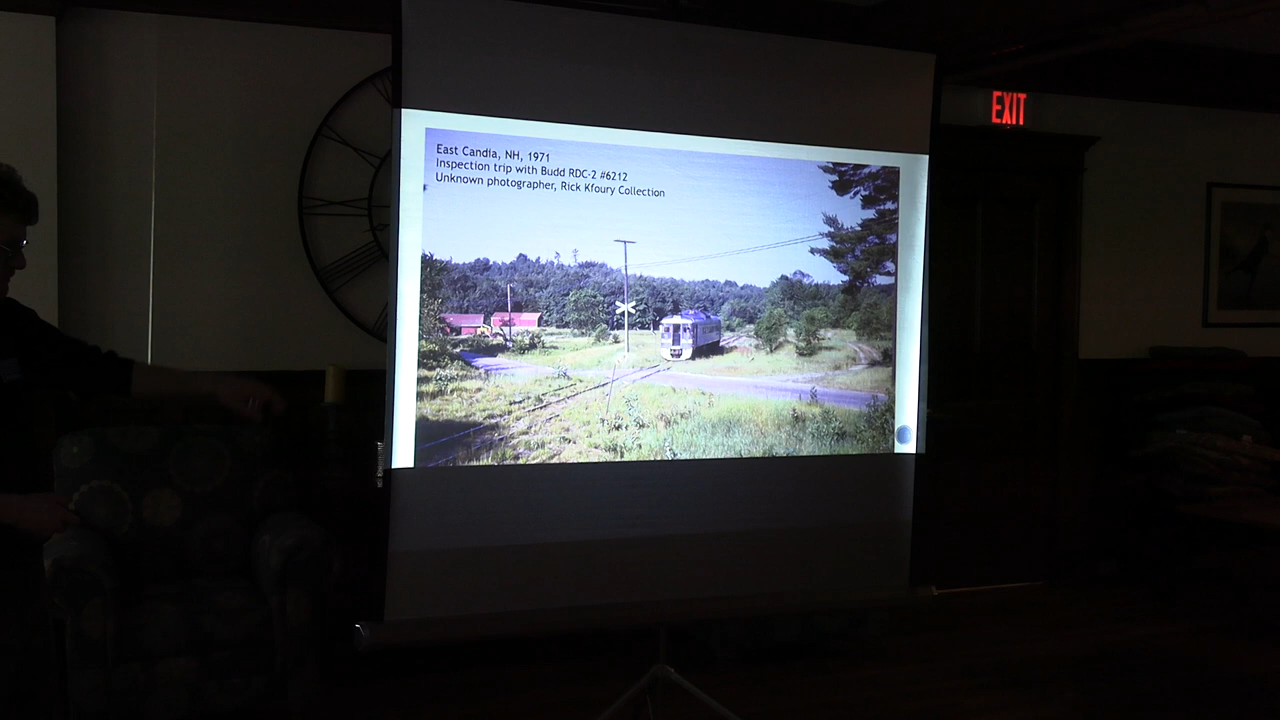 East Candia, NH, 1971
Inspection trip with Budd RDC-2 #6212
Unknown photographer, Rick Kfoury Collection
EXIT